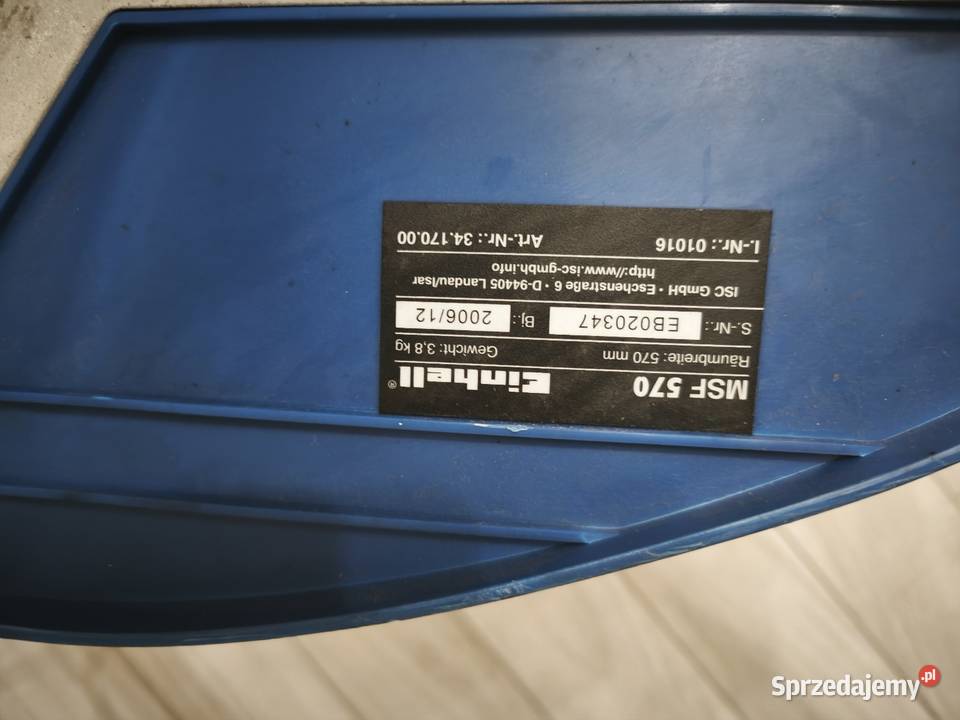 MSF 570 Einhell®
Raumbreite: 570 mm Gewicht: 3,8 kg
S.-Nr.: EB020347 Bj.: 2006/12
ISC GmbH · Eschenstraße 6 · D-94405 Landau/Isar
http://www.isc-gmbh.info
I.-Nr.: 01016 Art.-Nr.: 34.170.00
Sprzedajemy.pl